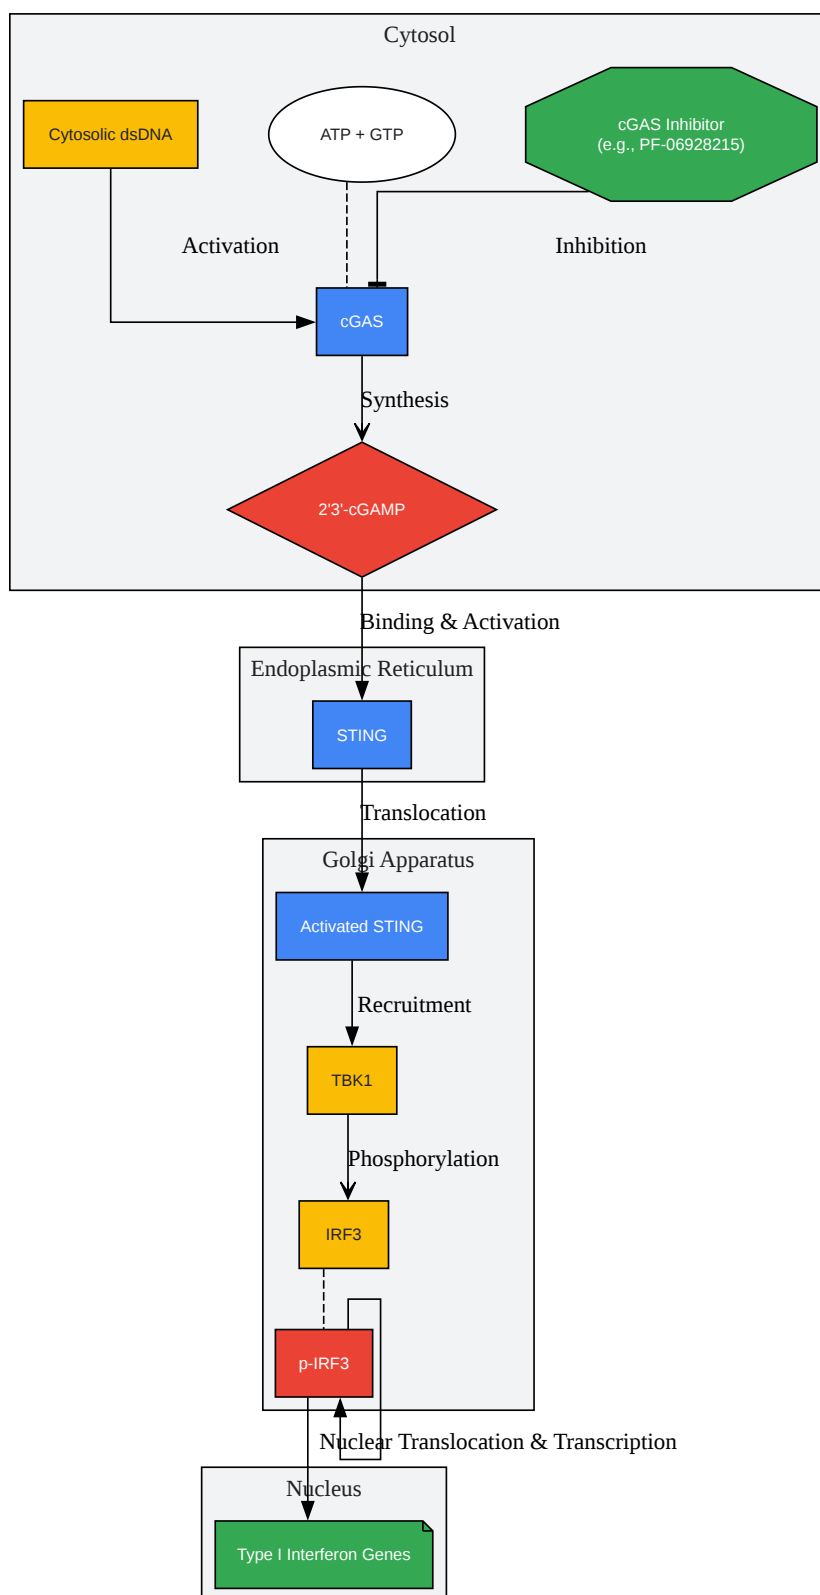 Cytosol
Cytosolic dsDNA
ATP + GTP
cGAS Inhibitor
(e.g., PF-06928215)
Activation
Inhibition
cGAS
Synthesis
2'3'-cGAMP
Binding & Activation
Endoplasmic Reticulum
STING
Translocation
Golgi Apparatus
Activated STING
Recruitment
TBK1
Phosphorylation
IRF3
p-IRF3
Nuclear Translocation & Transcription
Nucleus
Type I Interferon Genes